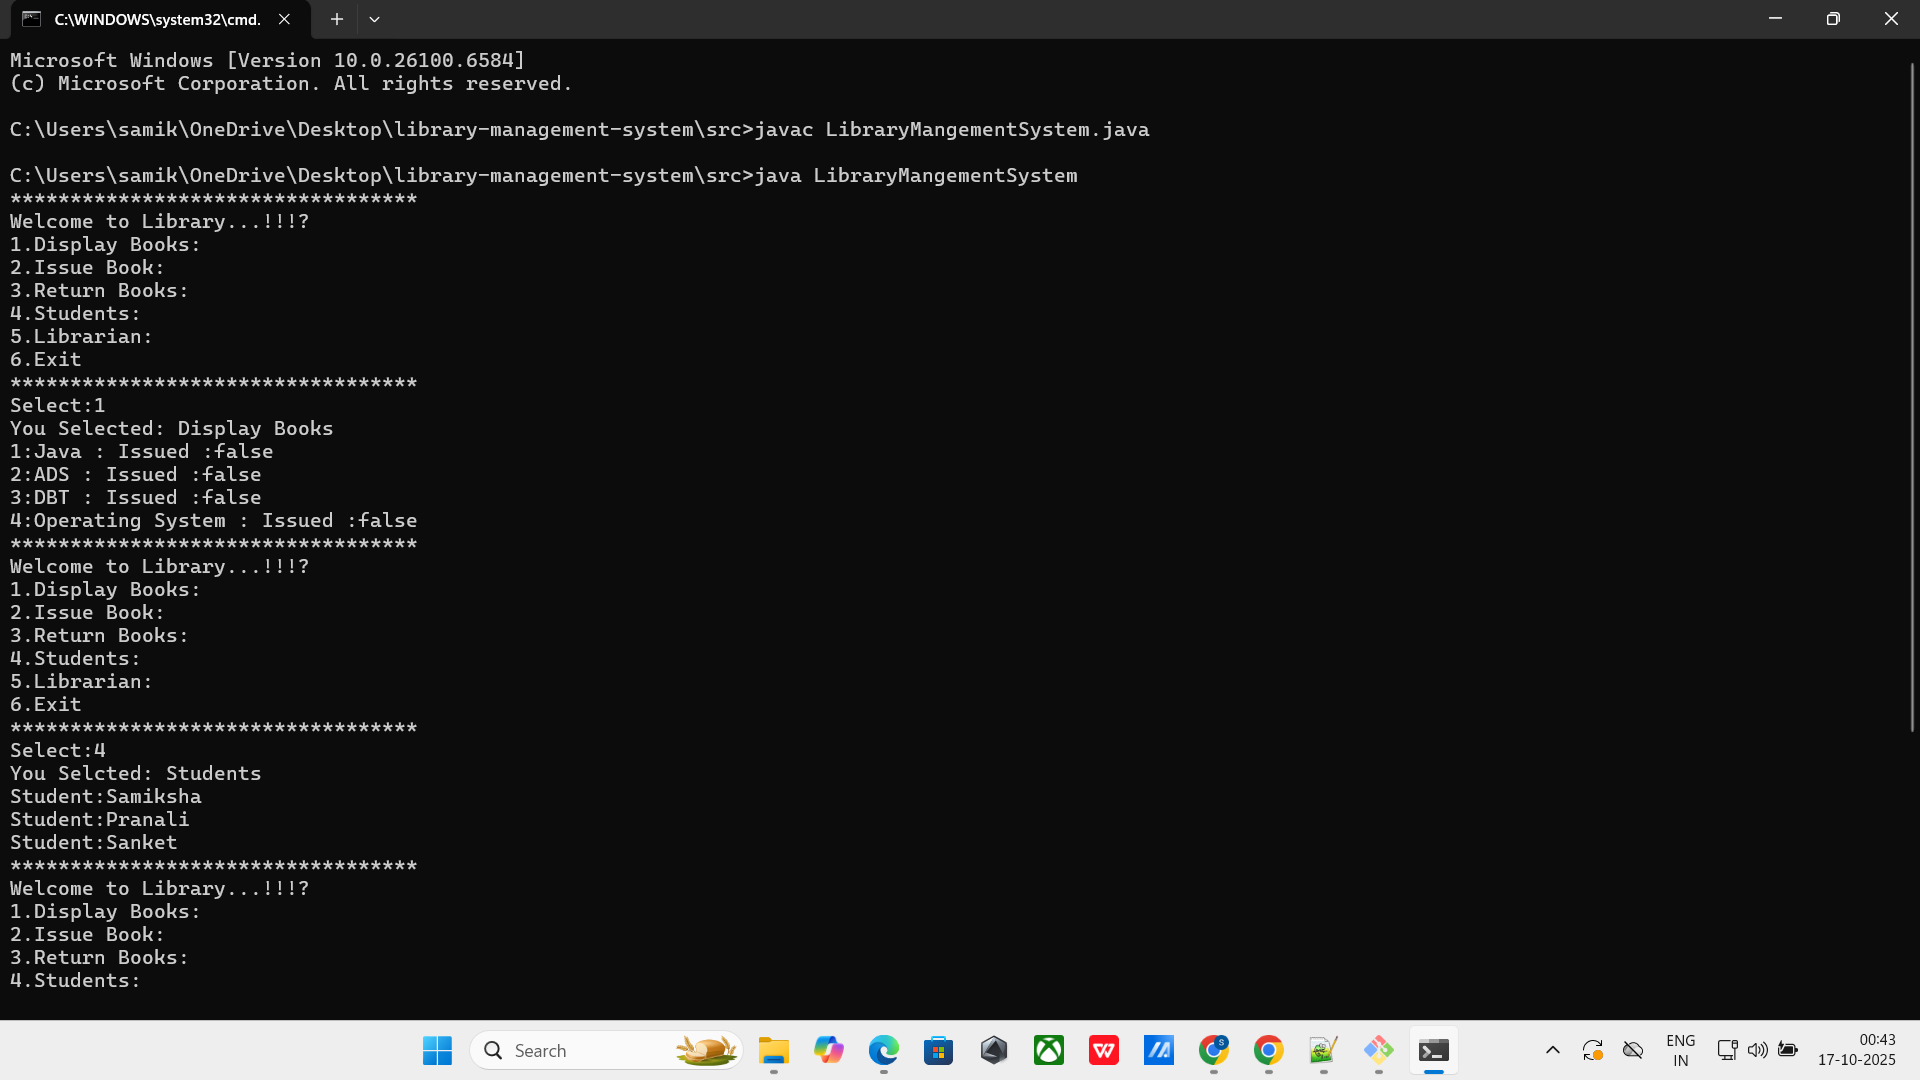 C:\WINDOWS\system32\cmd.
Microsoft Windows [Version 10.0.26100.6584]
(c) Microsoft Corporation. All rights reserved.
C:\Users\samik\OneDrive\Desktop\library-management-system\src>javac LibraryMangementSystem.java
C:\Users\samik\OneDrive\Desktop\library-management-system\src>java LibraryMangementSystem
**********************************
Welcome to Library...!!!?
1.Display Books:
2.Issue Book:
3.Return Books:
4.Students:
5.Librarian:
6.Exit
**********************************
Select:1
You Selected: Display Books
1:Java : Issued :false
2:ADS : Issued :false
3:DBT : Issued :false
4:Operating System : Issued :false
**********************************
Welcome to Library...!!!?
1.Display Books:
2.Issue Book:
3.Return Books:
4.Students:
5.Librarian:
6.Exit
**********************************
Select:4
You Selcted: Students
Student:Samiksha
Student:Pranali
Student:Sanket
**********************************
Welcome to Library...!!!?
1.Display Books:
2.Issue Book:
3.Return Books:
4.Students:
Search
ENG
IN
00:43
17-10-2025